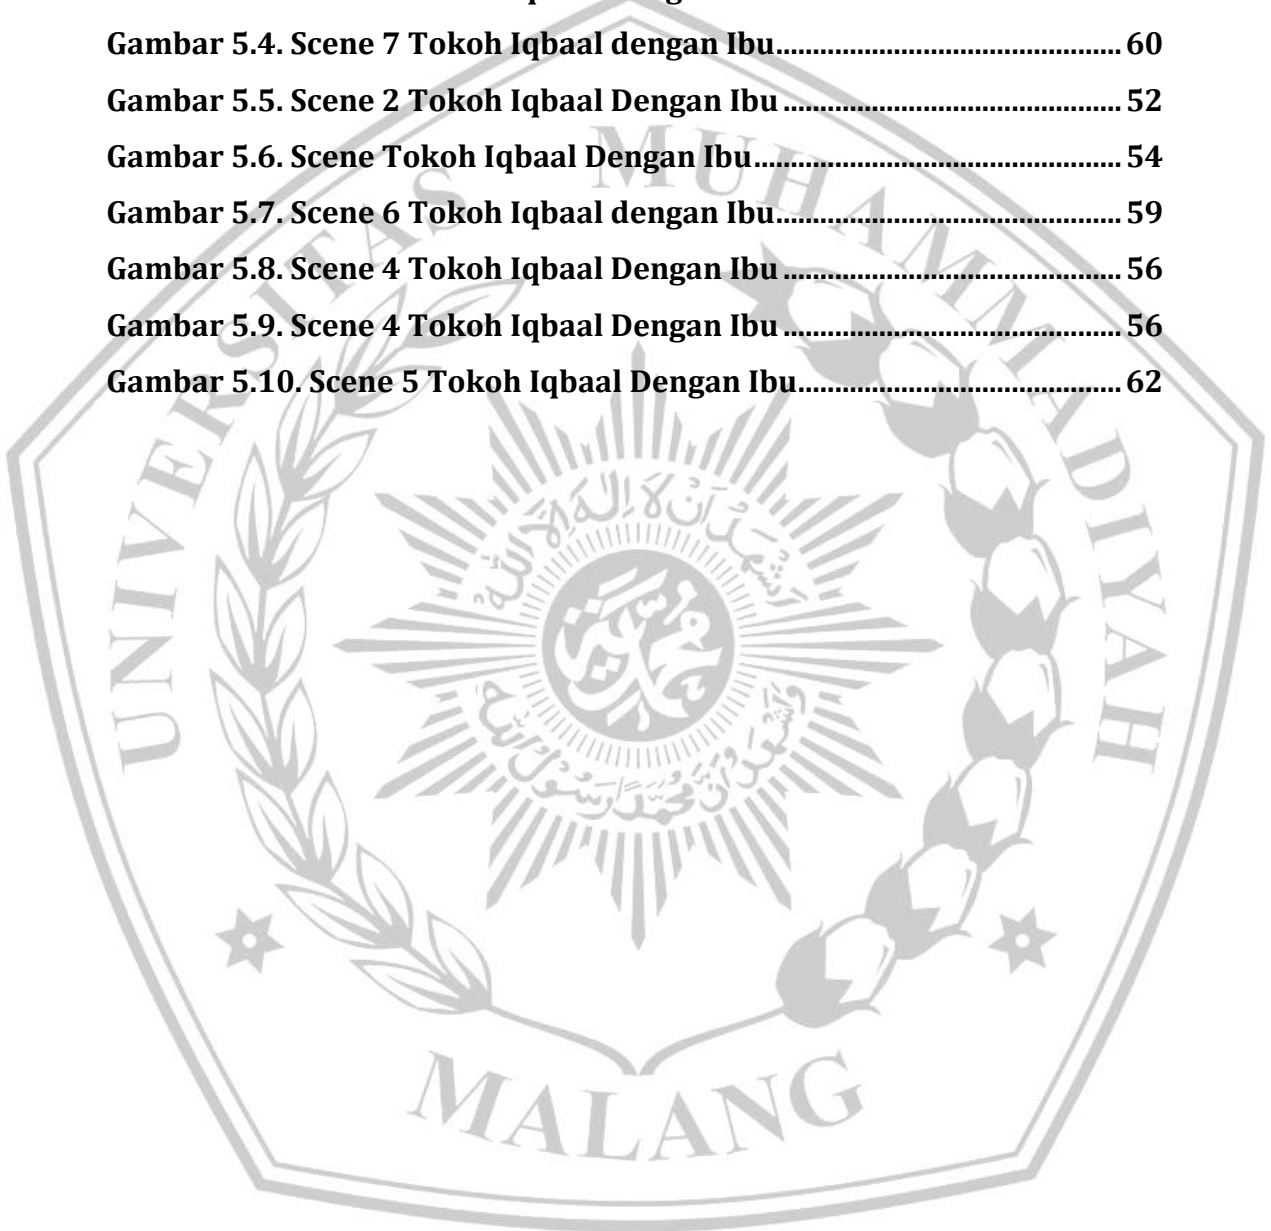 Gambar 5.4. Scene 7 Tokoh Iqbaal dengan Ibu............................................... 60
Gambar 5.5. Scene 2 Tokoh Iqbaal Dengan Ibu.............................................. 52
Gambar 5.6. Scene Tokoh Iqbaal Dengan Ibu.................................................. 54
Gambar 5.7. Scene 6 Tokoh Iqbaal dengan Ibu............................................... 59
Gambar 5.8. Scene 4 Tokoh Iqbaal Dengan Ibu.............................................. 56
Gambar 5.9. Scene 4 Tokoh Iqbaal Dengan Ibu.............................................. 56
Gambar 5.10. Scene 5 Tokoh Iqbaal Dengan Ibu............................................ 62
UNIVERSITAS MUHAMMADIYAH
MALANG